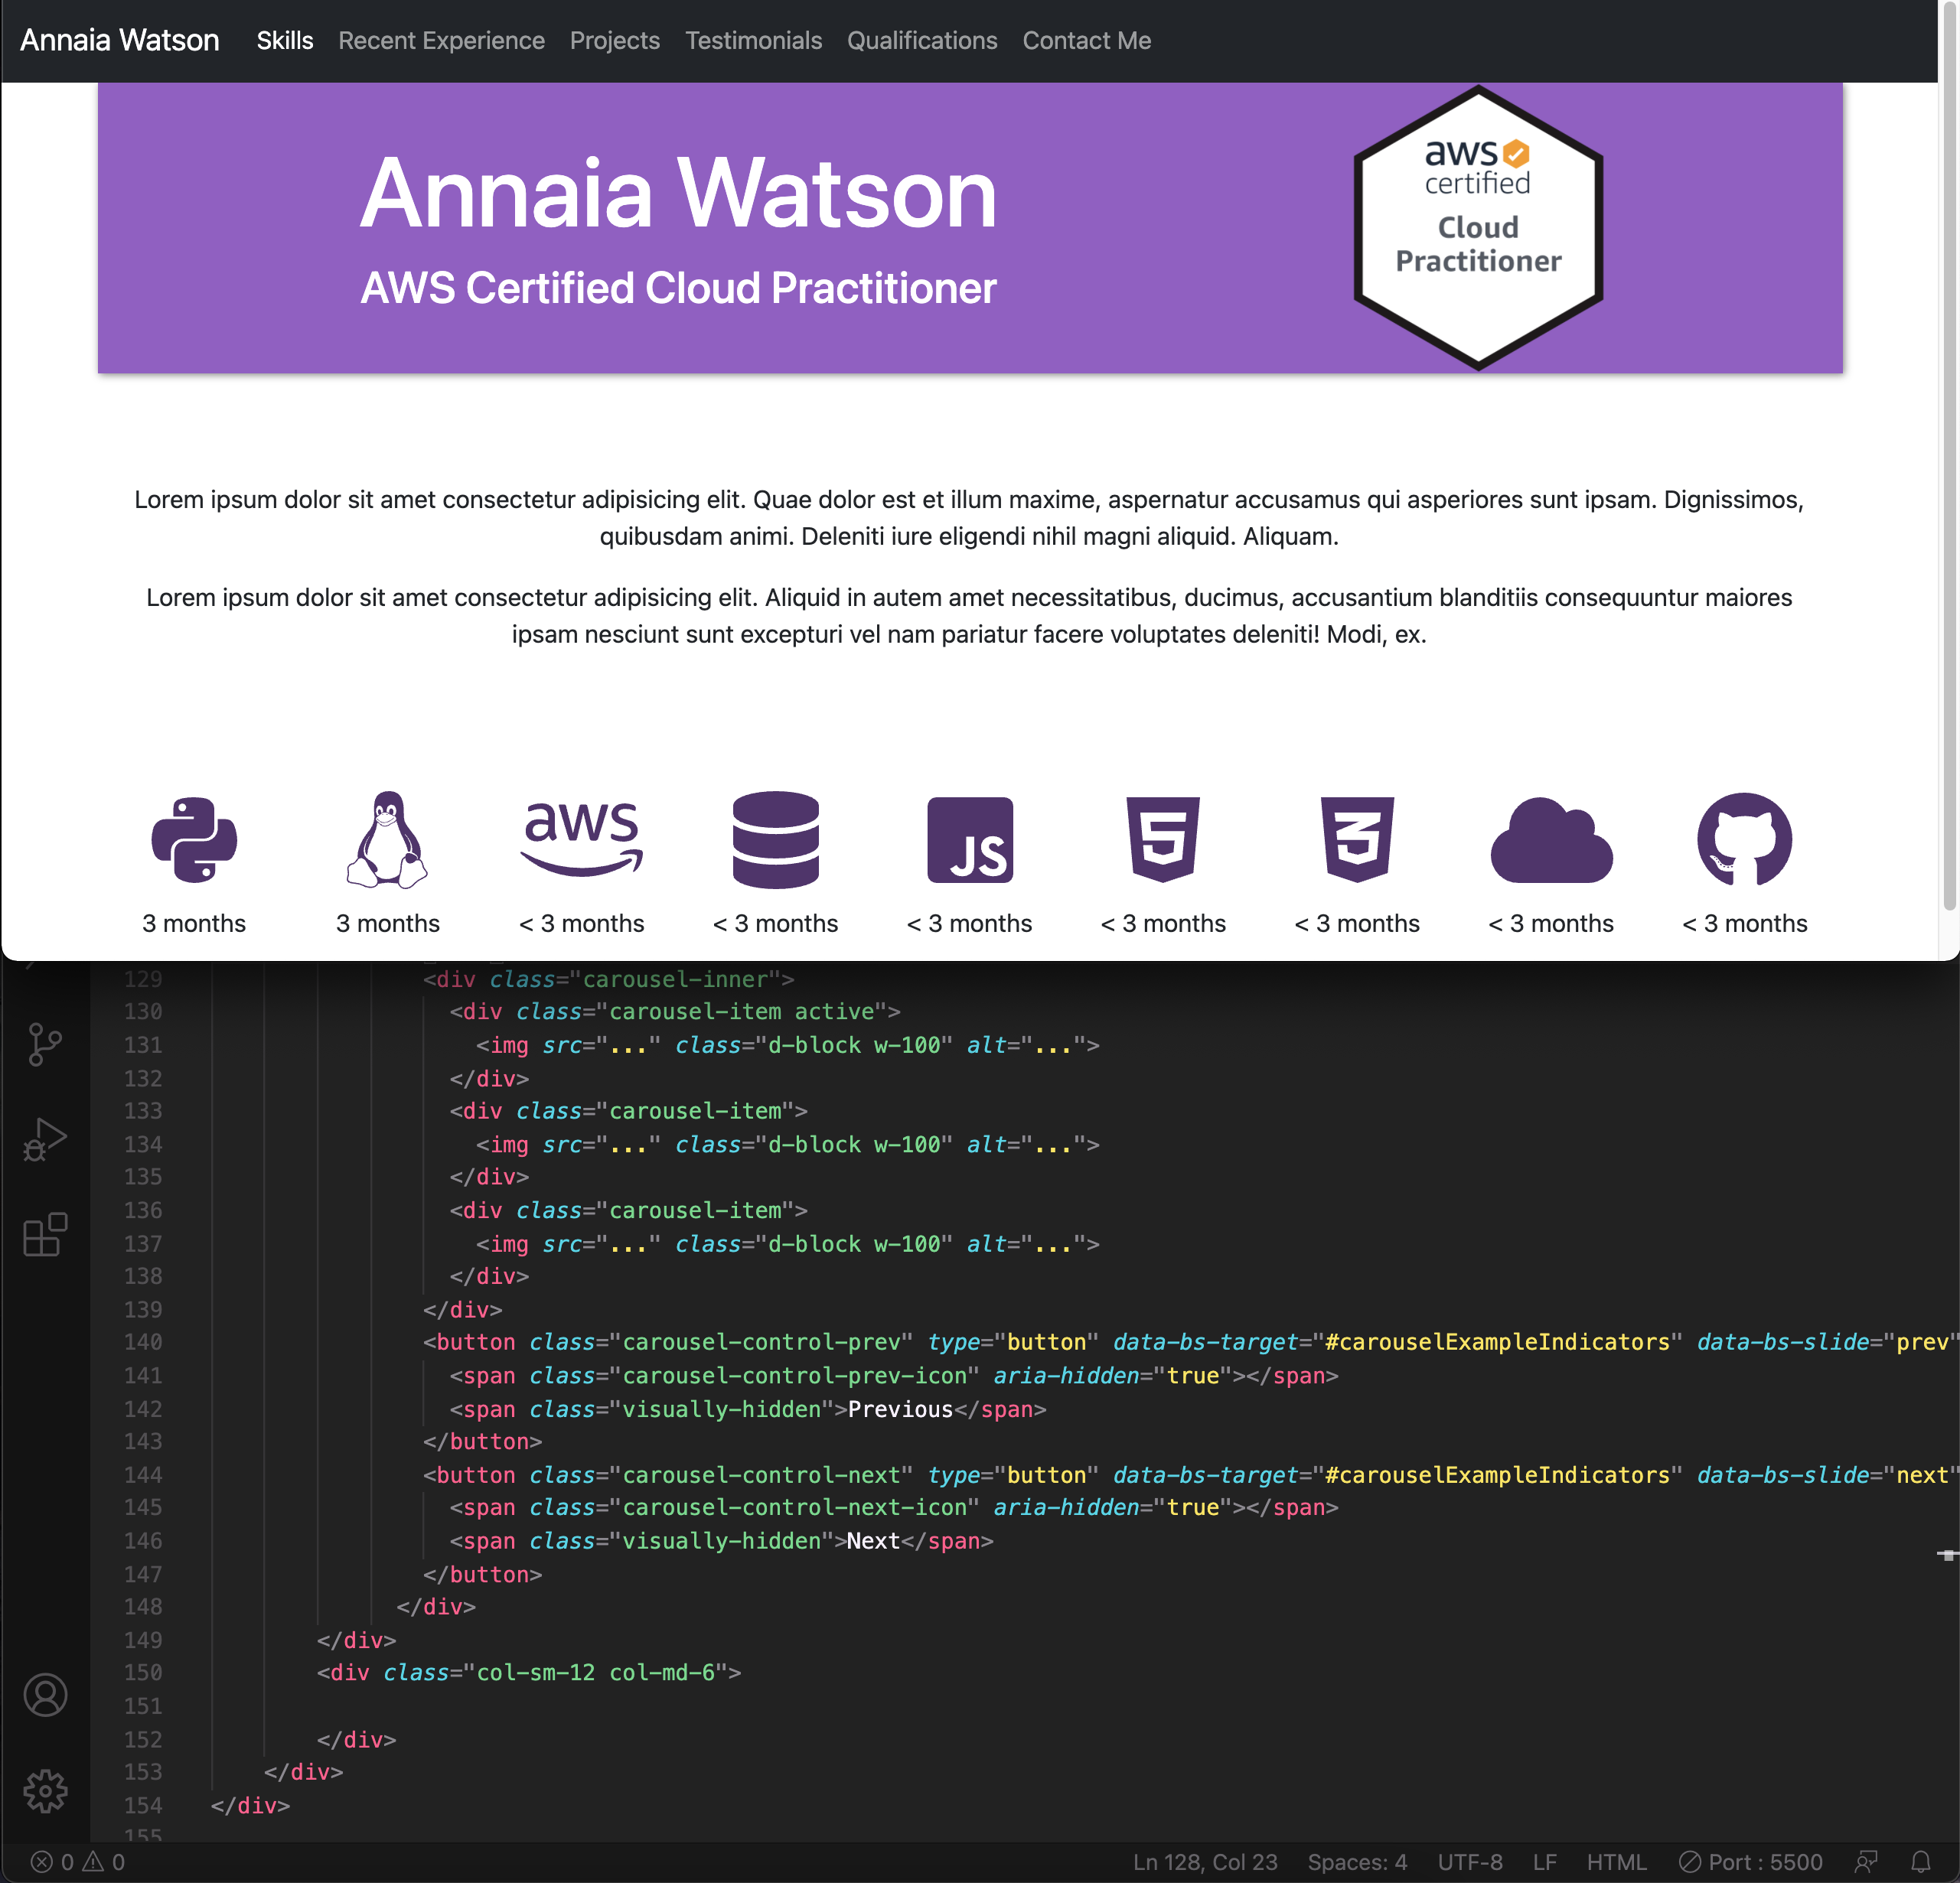 Annaia Watson Skills Recent Experience Projects Testimonials Qualifications Contact Me
Annaia Watson
AWS Certified Cloud Practitioner
aws
certified
Cloud
Practitioner
Lorem ipsum dolor sit amet consectetur adipisicing elit. Quae dolor est et illum maxime, aspernatur accusamus qui asperiores sunt ipsam. Dignissimos,
quibusdam animi. Deleniti iure eligendi nihil magni aliquid. Aliquam.
Lorem ipsum dolor sit amet consectetur adipisicing elit. Aliquid in autem amet necessitatibus, ducimus, accusantium blanditiis consequuntur maiores
ipsam nesciunt sunt excepturi vel nam pariatur facere voluptates deleniti! Modi, ex.
aws JS 5 3
3 months 3 months < 3 months < 3 months < 3 months < 3 months < 3 months < 3 months < 3 months
129 <div class="carousel-inner">
130 <div class="carousel-item active">
131 <img src="..." class="d-block w-100" alt="...">
132 </div>
133 <div class="carousel-item">
134 <img src="..." class="d-block w-100" alt="...">
135 </div>
136 <div class="carousel-item">
137 <img src="..." class="d-block w-100" alt="...">
138 </div>
139 </div>
140 <button class="carousel-control-prev" type="button" data-bs-target="#carouselExampleIndicators" data-bs-slide="prev"
141 <span class="carousel-control-prev-icon" aria-hidden="true"></span>
142 <span class="visually-hidden">Previous</span>
143 </button>
144 <button class="carousel-control-next" type="button" data-bs-target="#carouselExampleIndicators" data-bs-slide="next"
145 <span class="carousel-control-next-icon" aria-hidden="true"></span>
146 <span class="visually-hidden">Next</span>
147 </button>
148 </div>
149 </div>
150 <div class="col-sm-12 col-md-6">
151
152 </div>
153 </div>
154 </div>
155
0 0 Ln 128, Col 23 Spaces: 4 UTF-8 LF HTML Port : 5500